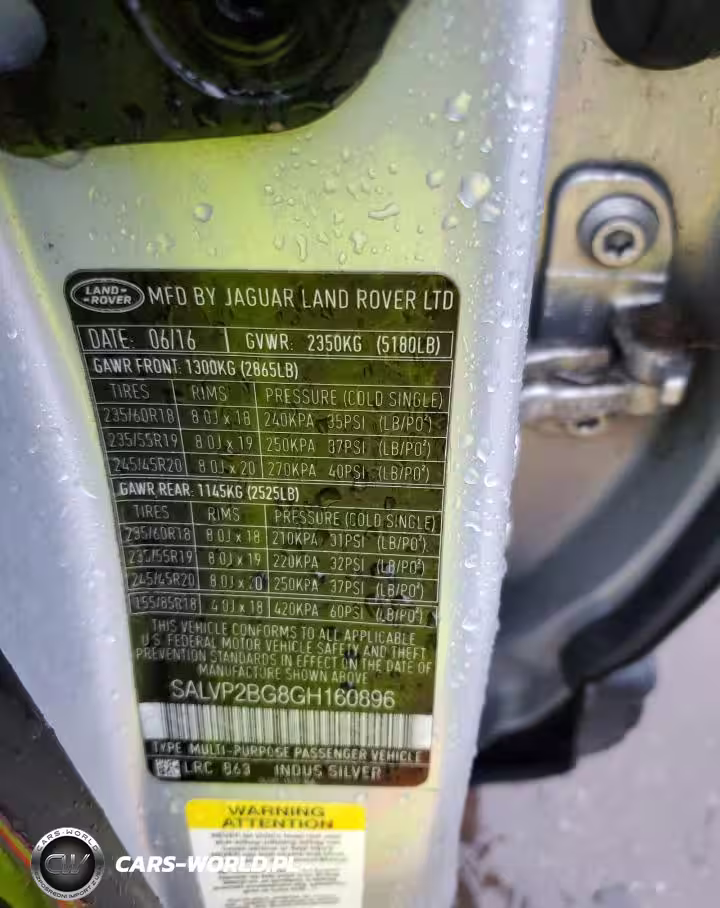 LAND-
-ROVER
MFD BY JAGUAR LAND ROVER LTD
DATE: 06/16 GVWR: 2350KG (5180LB)
GAWR FRONT: 1300KG (2865LB)
TIRES RIMS PRESSURE (COLD SINGLE)
235/60R18 8.0J x 18 240KPA 35PSI (LB/PO²)
235/55R19 8.0J x 19 250KPA 37PSI (LB/PO²)
245/45R20 8.0J x 20 270KPA 40PSI (LB/PO²)
GAWR REAR: 1145KG (2525LB)
TIRES RIMS PRESSURE (COLD SINGLE)
235/60R18 8.0J x 18 210KPA 31PSI (LB/PO²)
235/55R19 8.0J x 19 220KPA 32PSI (LB/PO²)
245/45R20 8.0J x 20 250KPA 37PSI (LB/PO²)
155/85R18 4.0J x 18 420KPA 60PSI (LB/PO²)
THIS VEHICLE CONFORMS TO ALL APPLICABLE
U.S. FEDERAL MOTOR VEHICLE SAFETY AND THEFT
PREVENTION STANDARDS IN EFFECT ON THE DATE OF
MANUFACTURE SHOWN ABOVE
SALVP2BG8GH160896
TYPE MULTI-PURPOSE PASSENGER VEHICLE
LRC 863 INDUS SILVER
WARNING
ATTENTION
CARS-WORLD
CW
CARS-WORLD.PL